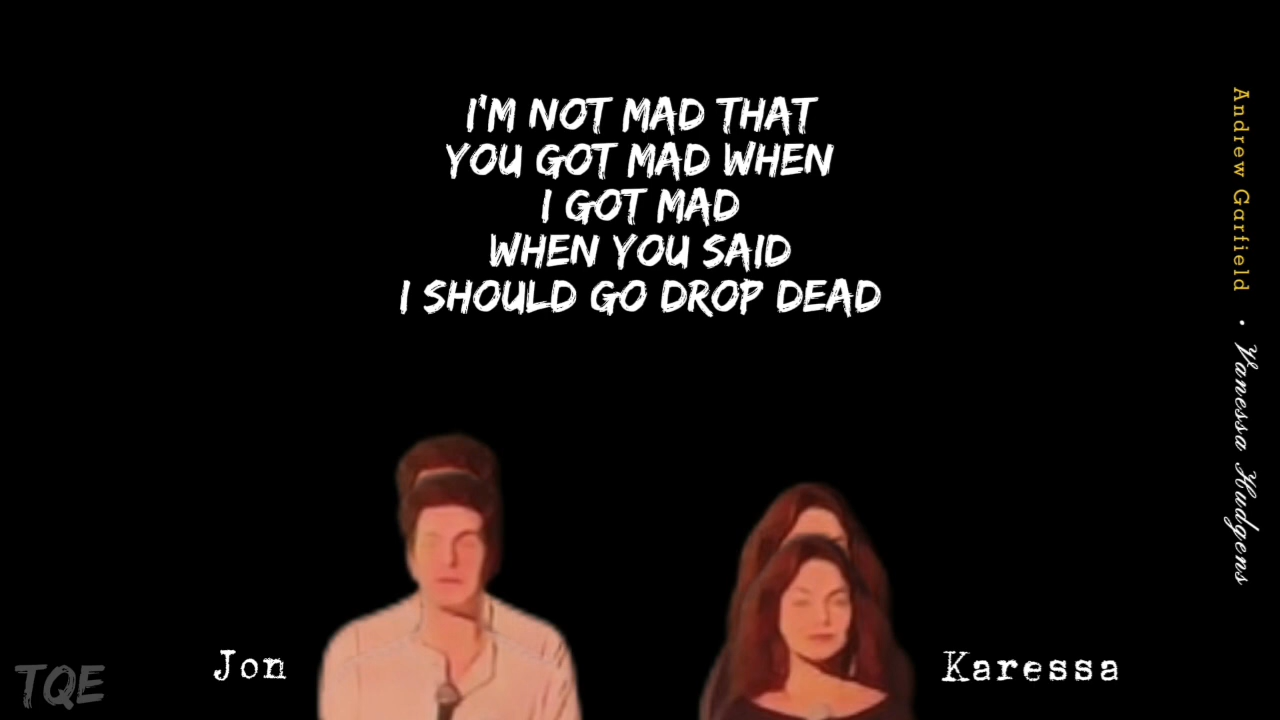 I'M NOT MAD THAT
YOU GOT MAD WHEN
I GOT MAD
WHEN YOU SAID
I SHOULD GO DROP DEAD
Andrew Garfield • Vanessa Hudgens
Jon
Karessa
TQE